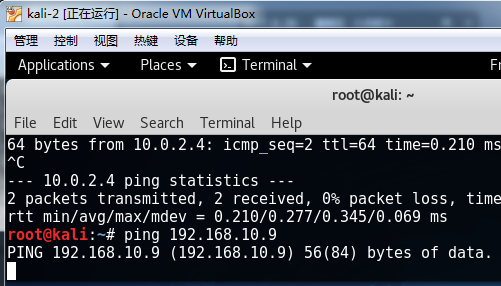 kali-2 [正在运行] - Oracle VM VirtualBox
管理 控制 视图 热键 设备 帮助
Applications Places Terminal Fr
root@kali: ~
File Edit View Search Terminal Help
64 bytes from 10.0.2.4: icmp_seq=2 ttl=64 time=0.210 ms
^C
--- 10.0.2.4 ping statistics ---
2 packets transmitted, 2 received, 0% packet loss, time
rtt min/avg/max/mdev = 0.210/0.277/0.345/0.069 ms
root@kali:~# ping 192.168.10.9
PING 192.168.10.9 (192.168.10.9) 56(84) bytes of data.